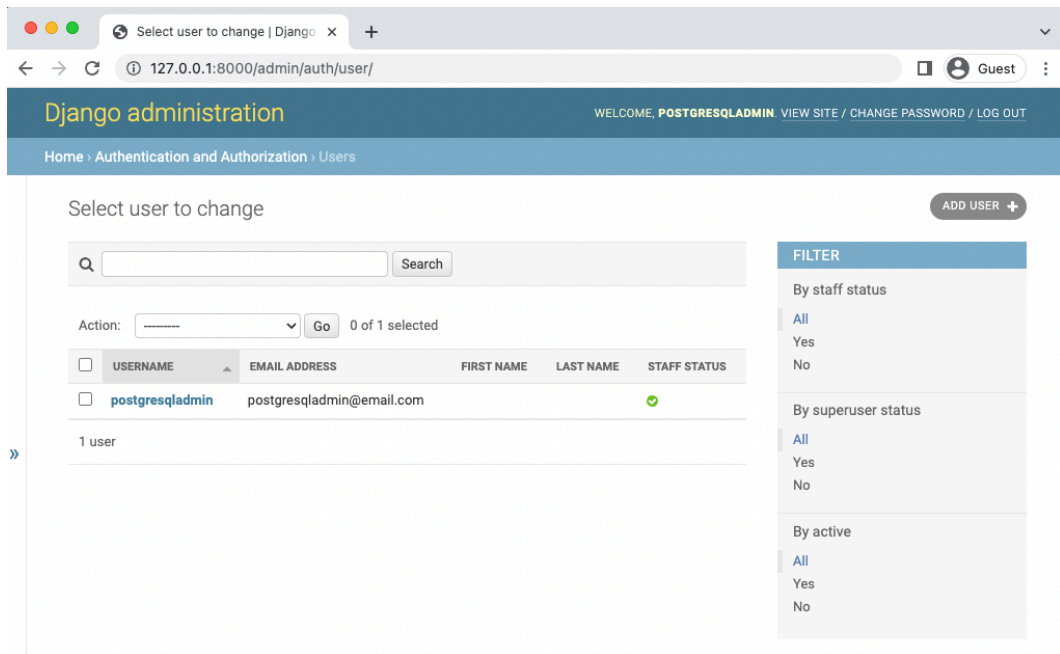 Select user to change | Django
127.0.0.1:8000/admin/auth/user/
Guest
Django administration
WELCOME, POSTGRESQLADMIN. VIEW SITE / CHANGE PASSWORD / LOG OUT
Home › Authentication and Authorization › Users
Select user to change
ADD USER +
Search
Action: --------- Go 0 of 1 selected
USERNAME EMAIL ADDRESS FIRST NAME LAST NAME STAFF STATUS
postgresqladmin postgresqladmin@email.com
1 user
»
FILTER
By staff status
All
Yes
No
By superuser status
All
Yes
No
By active
All
Yes
No